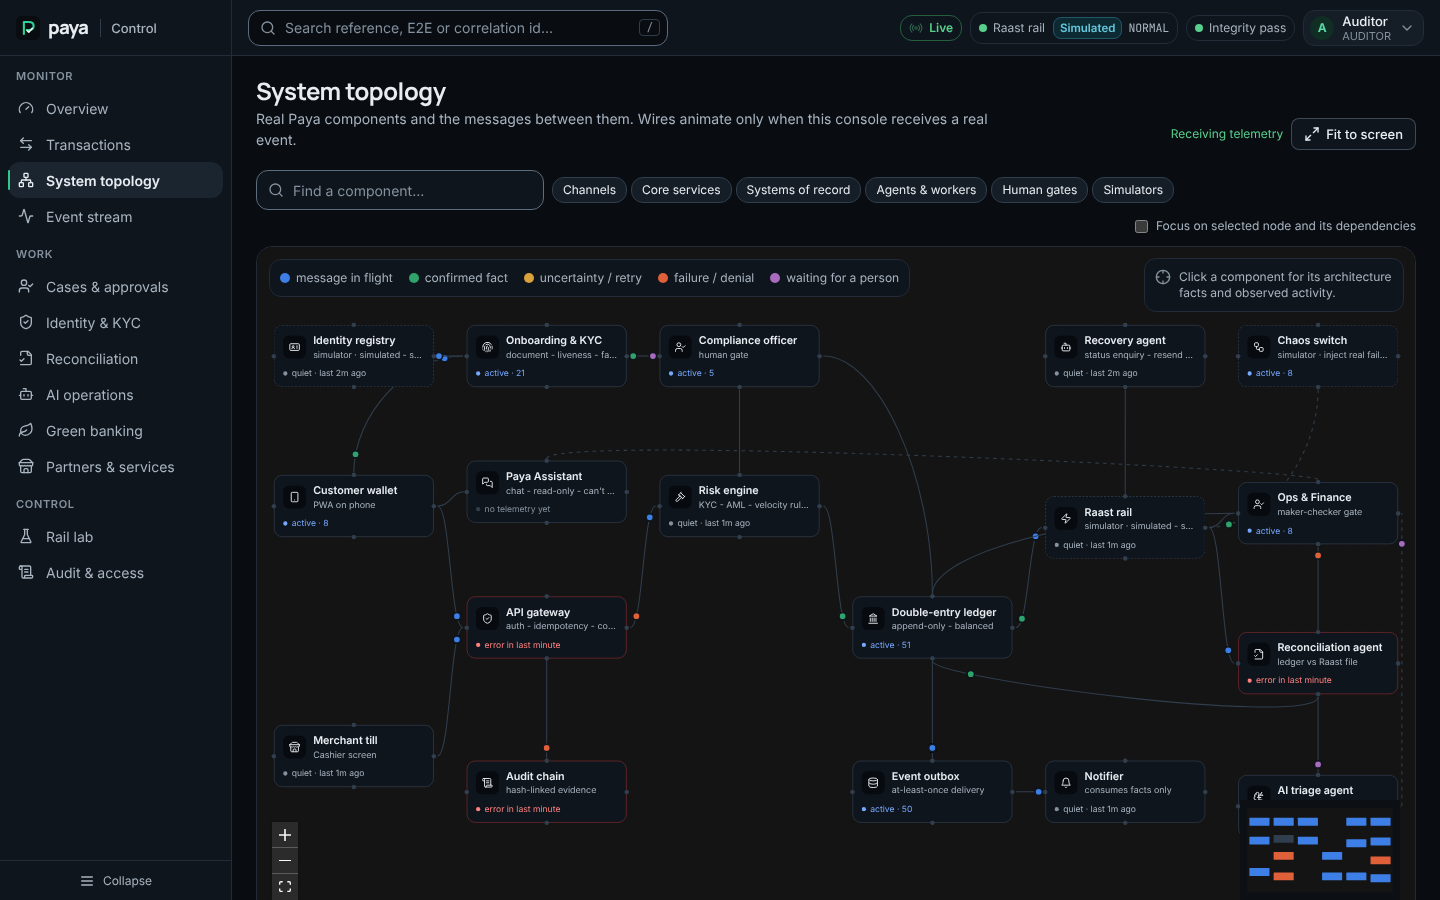 paya
Control
Search reference, E2E or correlation id...
/
Live
Raast rail
Simulated
NORMAL
Integrity pass
A
Auditor
AUDITOR
MONITOR
Overview
Transactions
System topology
Event stream
WORK
Cases & approvals
Identity & KYC
Reconciliation
AI operations
Green banking
Partners & services
CONTROL
Rail lab
Audit & access
Collapse
System topology
Real Paya components and the messages between them. Wires animate only when this console receives a real
event.
Receiving telemetry
Fit to screen
Find a component...
Channels
Core services
Systems of record
Agents & workers
Human gates
Simulators
Focus on selected node and its dependencies
message in flight
confirmed fact
uncertainty / retry
failure / denial
waiting for a person
Click a component for its architecture
facts and observed activity.
Identity registry
simulator · simulated - s...
quiet · last 2m ago
Onboarding & KYC
document - liveness - fa...
active · 21
Compliance officer
human gate
active · 5
Recovery agent
status enquiry - resend ...
quiet · last 2m ago
Chaos switch
simulator · inject real fail...
active · 8
Customer wallet
PWA on phone
active · 8
Paya Assistant
chat - read-only - can't ...
no telemetry yet
Risk engine
KYC - AML - velocity rul...
quiet · last 1m ago
Raast rail
simulator · simulated - s...
quiet · last 1m ago
Ops & Finance
maker-checker gate
active · 8
API gateway
auth - idempotency - co...
error in last minute
Double-entry ledger
append-only - balanced
active · 51
Reconciliation agent
ledger vs Raast file
error in last minute
Merchant till
Cashier screen
quiet · last 1m ago
Audit chain
hash-linked evidence
error in last minute
Event outbox
at-least-once delivery
active · 50
Notifier
consumes facts only
quiet · last 1m ago
AI triage agent